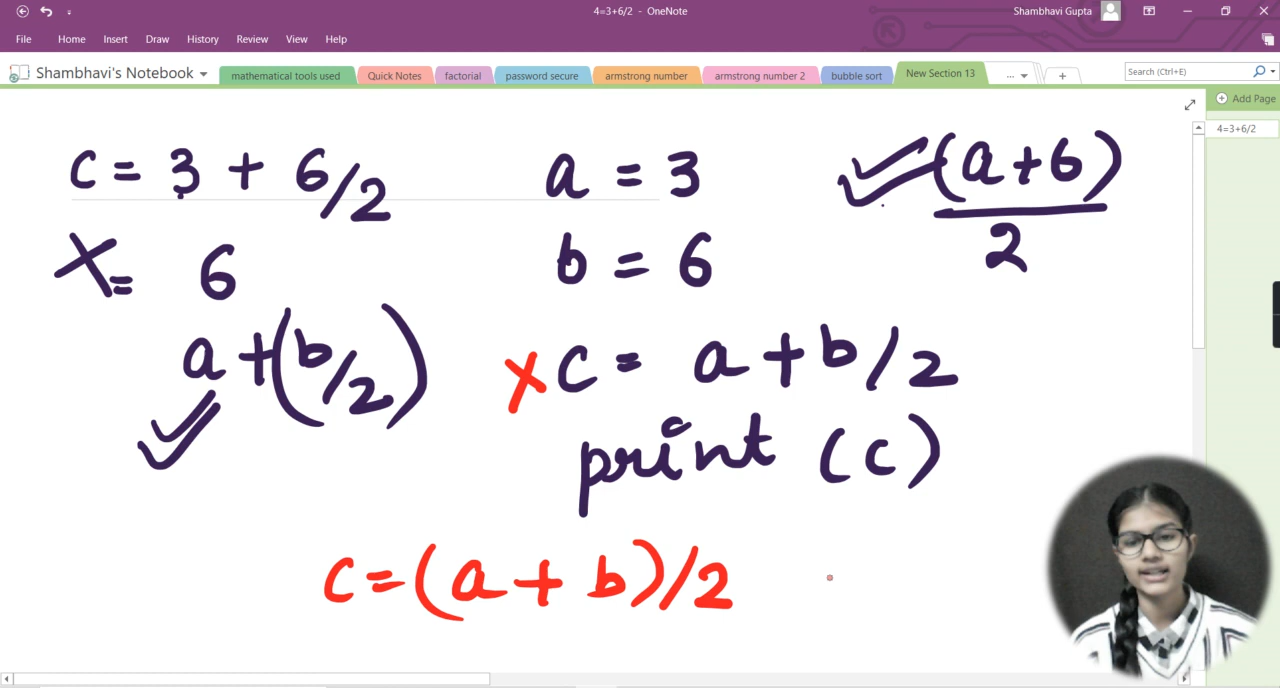 4=3+6/2 - OneNote
Shambhavi Gupta
File Home Insert Draw History Review View Help
Shambhavi's Notebook
mathematical tools used Quick Notes factorial password secure armstrong number armstrong number 2 bubble sort New Section 13 ...
Search (Ctrl+E)
Add Page
4=3+6/2
c = 3 + 6/2
a = 3
(a+6)
2
x = 6
b = 6
a+(b/2)
x c = a+b/2
print (c)
c=(a+b)/2